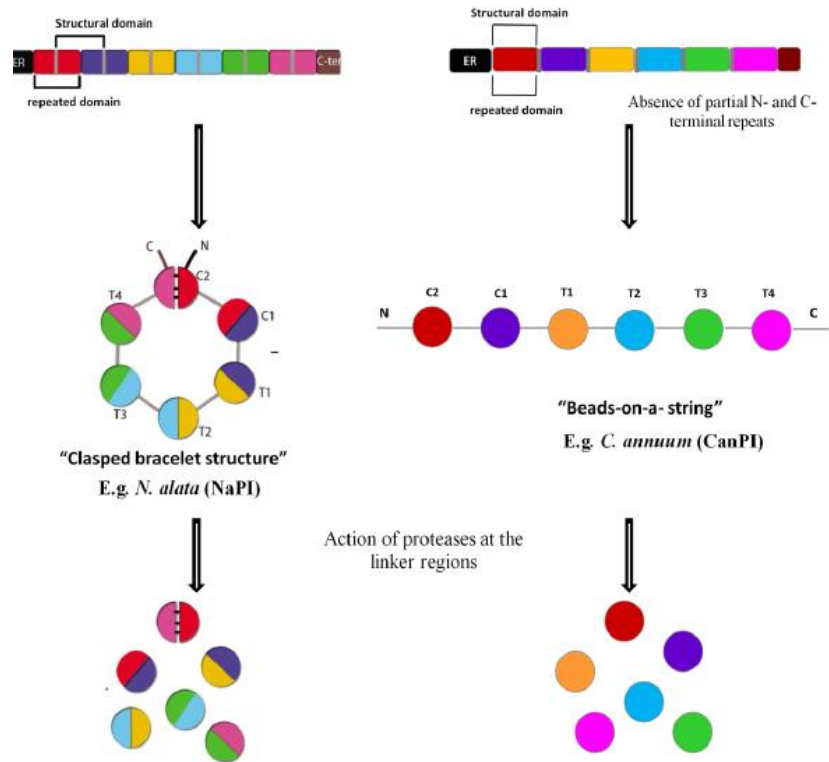 Structural domain
ER
C-ter
repeated domain
C
N
C2
T4
C1
T1
T3
T2
"Clasped bracelet structure"
E.g. N. alata (NaPI)
Structural domain
ER
repeated domain
Absence of partial N- and C-
terminal repeats
N
C2
C1
T1
T2
T3
T4
C
"Beads-on-a- string"
E.g. C. annuum (CanPI)
Action of proteases at the
linker regions